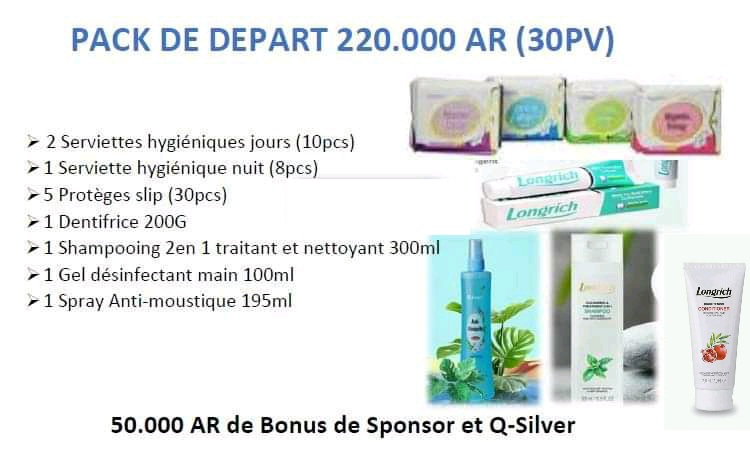 PACK DE DEPART 220.000 AR (30PV)
➢ 2 Serviettes hygiéniques jours (10pcs)
➢ 1 Serviette hygiénique nuit (8pcs)
➢ 5 Protèges slip (30pcs)
➢ 1 Dentifrice 200G
➢ 1 Shampooing 2en 1 traitant et nettoyant 300ml
➢ 1 Gel désinfectant main 100ml
➢ 1 Spray Anti-moustique 195ml
Longrich
Longrich
Longrich
SHAMPOO
Longrich
CONDITIONER
50.000 AR de Bonus de Sponsor et Q-Silver